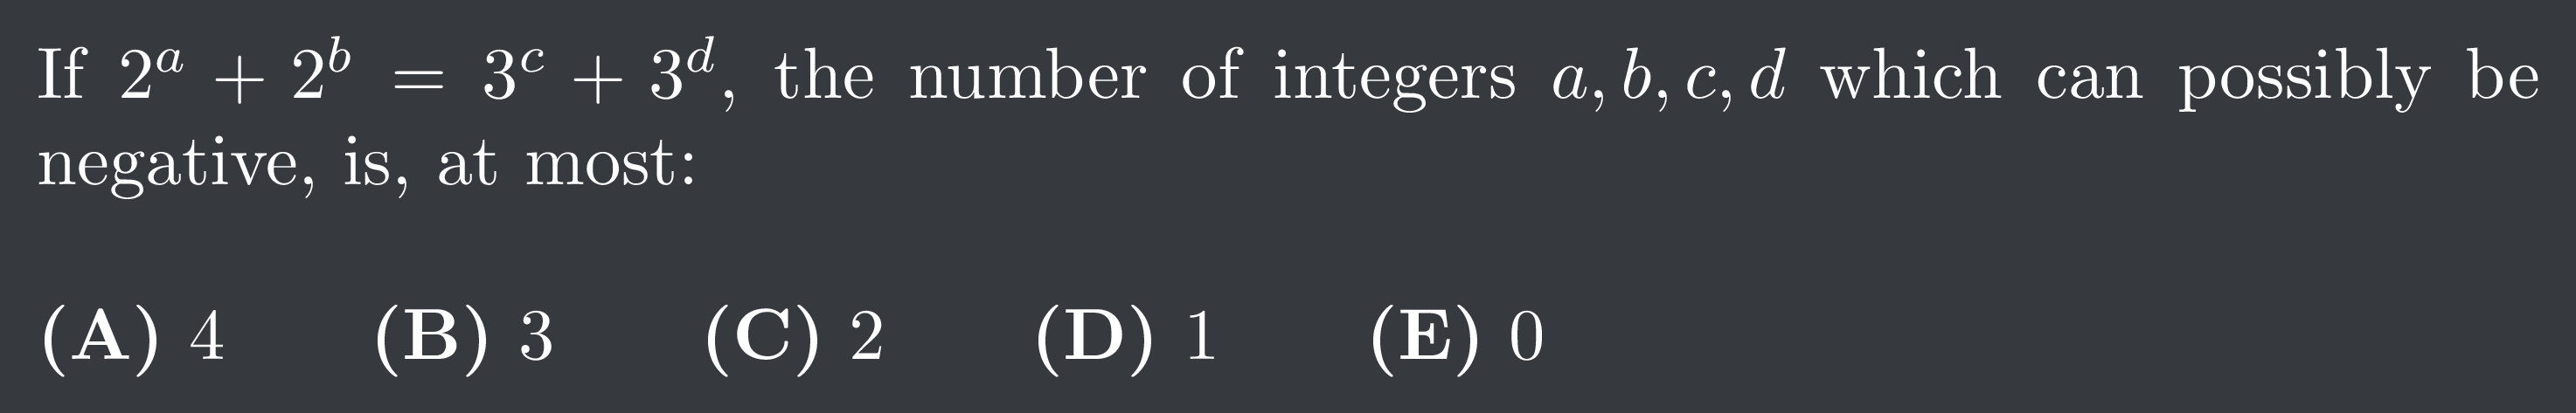 If 2^a + 2^b = 3^c + 3^d, the number of integers a, b, c, d which can possibly be
negative, is, at most:
(A) 4 (B) 3 (C) 2 (D) 1 (E) 0